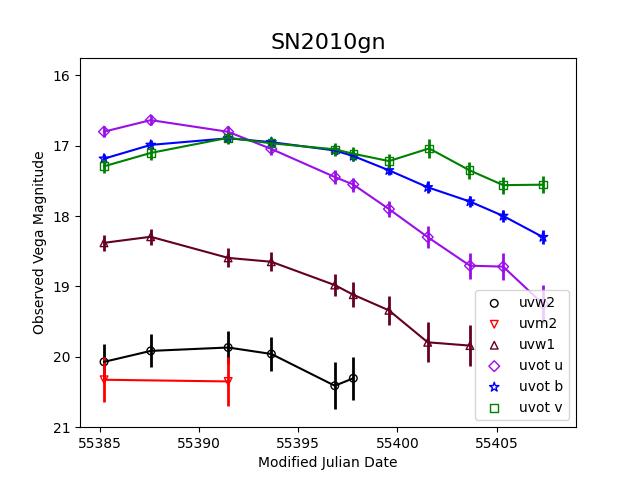 SN2010gn
Observed Vega Magnitude
16
17
18
19
20
21
55385
55390
55395
55400
55405
Modified Julian Date
uvw2
uvm2
uvw1
uvot u
uvot b
uvot v